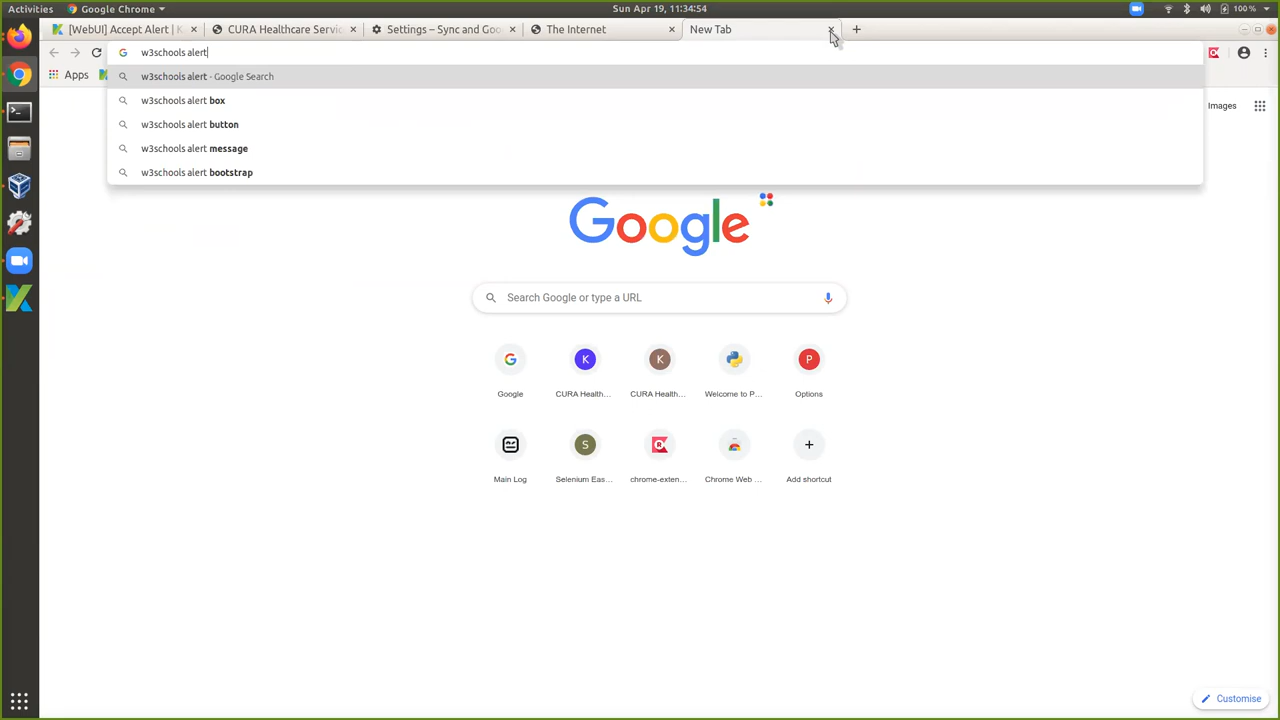 Activities Google Chrome Sun Apr 19, 11:34:54 100 %
[WebUI] Accept Alert | K CURA Healthcare Servic Settings – Sync and Goo The Internet New Tab
w3schools alert
Apps
w3schools alert - Google Search
w3schools alert box
w3schools alert button
w3schools alert message
w3schools alert bootstrap
Images
Google
Search Google or type a URL
K K P
Google CURA Health... CURA Health... Welcome to P... Options
S
Main Log Selenium Eas... chrome-exten... Chrome Web ... Add shortcut
Customise